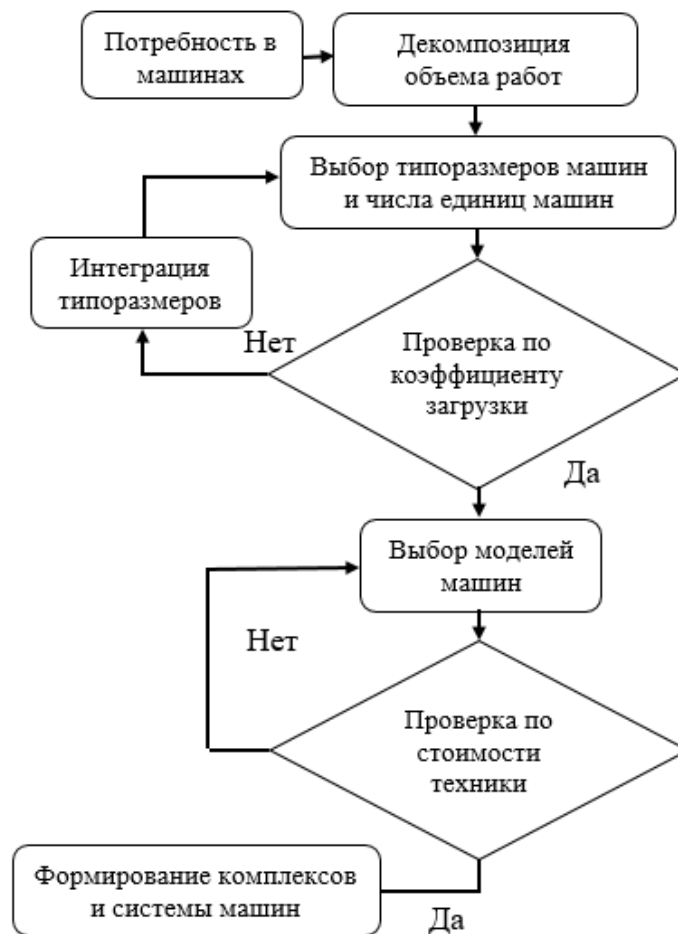 Потребность в
машинах
Декомпозиция
объема работ
Выбор типоразмеров машин
и числа единиц машин
Интеграция
типоразмеров
Нет
Проверка по
коэффициенту
загрузки
Да
Выбор моделей
машин
Нет
Проверка по
стоимости
техники
Формирование комплексов
и системы машин
Да